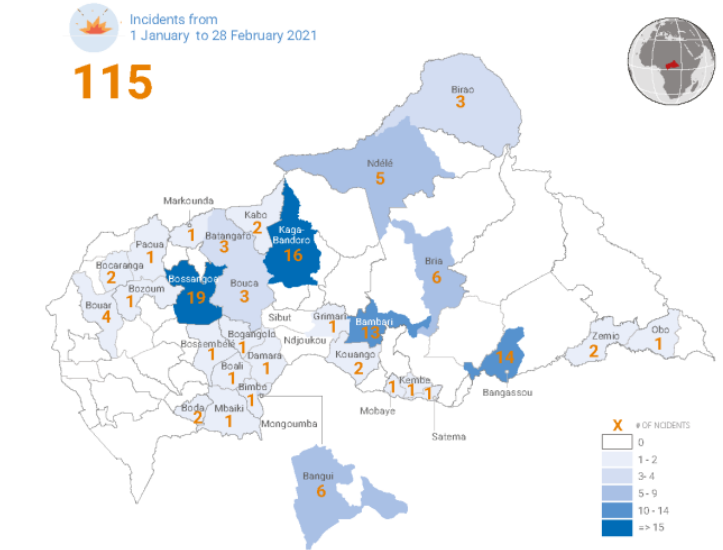 Incidents from
1 January to 28 February 2021
115
Birao
3
Ndélé
5
Markounda
1
Kabo
2
Kaga-
Bandoro
16
Batangafo
3
Paoua
1
Bocaranga
2
Bossangoa
19
Bozoum
1
Bouca
3
Bouar
4
Bria
6
Sibut
Grimari
1
Bambari
13
Ndjoukou
Bogangolo
1
Bossembélé
1
Damara
1
Boali
1
Kouango
2
Bimbo
1
Boda
2
Mbaiki
1
Mongoumba
Kembe
1
1
1
Mobaye
Satema
14
Bangassou
Zemio
2
Obo
1
Bangui
6
X # OF NCIDENTS
0
1 - 2
3- 4
5 - 9
10 - 14
=> 15